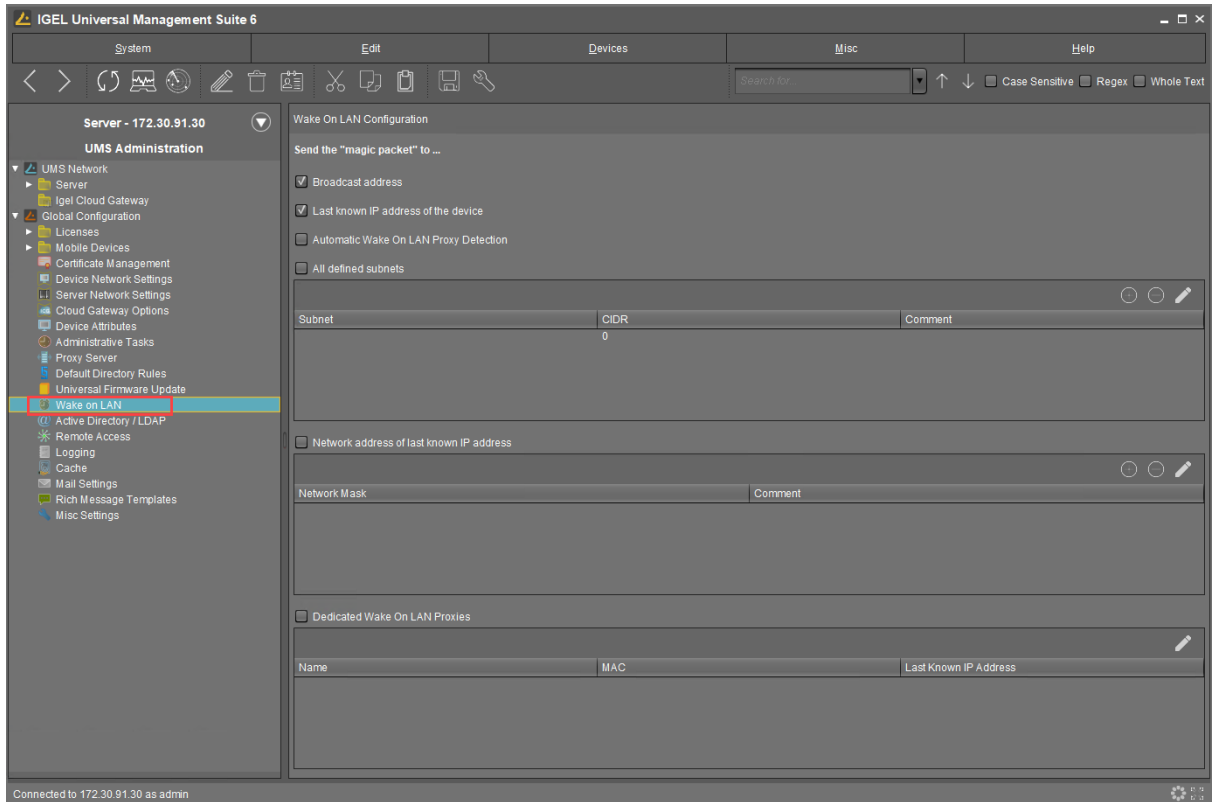 IGEL Universal Management Suite 6
System Edit Devices Misc Help
Search for... Case Sensitive Regex Whole Text
Server - 172.30.91.30
UMS Administration
UMS Network
Server
Igel Cloud Gateway
Global Configuration
Licenses
Mobile Devices
Certificate Management
Device Network Settings
Server Network Settings
Cloud Gateway Options
Device Attributes
Administrative Tasks
Proxy Server
Default Directory Rules
Universal Firmware Update
Wake on LAN
Active Directory / LDAP
Remote Access
Logging
Cache
Mail Settings
Rich Message Templates
Misc Settings
Wake On LAN Configuration
Send the "magic packet" to ...
Broadcast address
Last known IP address of the device
Automatic Wake On LAN Proxy Detection
All defined subnets
Subnet CIDR Comment
0
Network address of last known IP address
Network Mask Comment
Dedicated Wake On LAN Proxies
Name MAC Last Known IP Address
Connected to 172.30.91.30 as admin